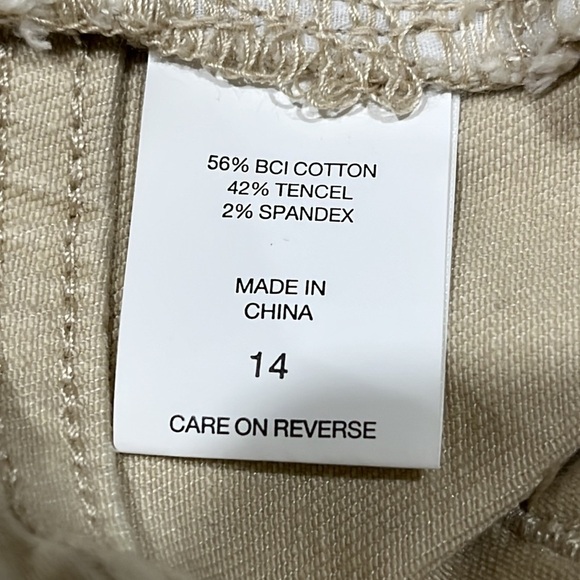 56% BCI COTTON
42% TENCEL
2% SPANDEX
MADE IN
CHINA
14
CARE ON REVERSE